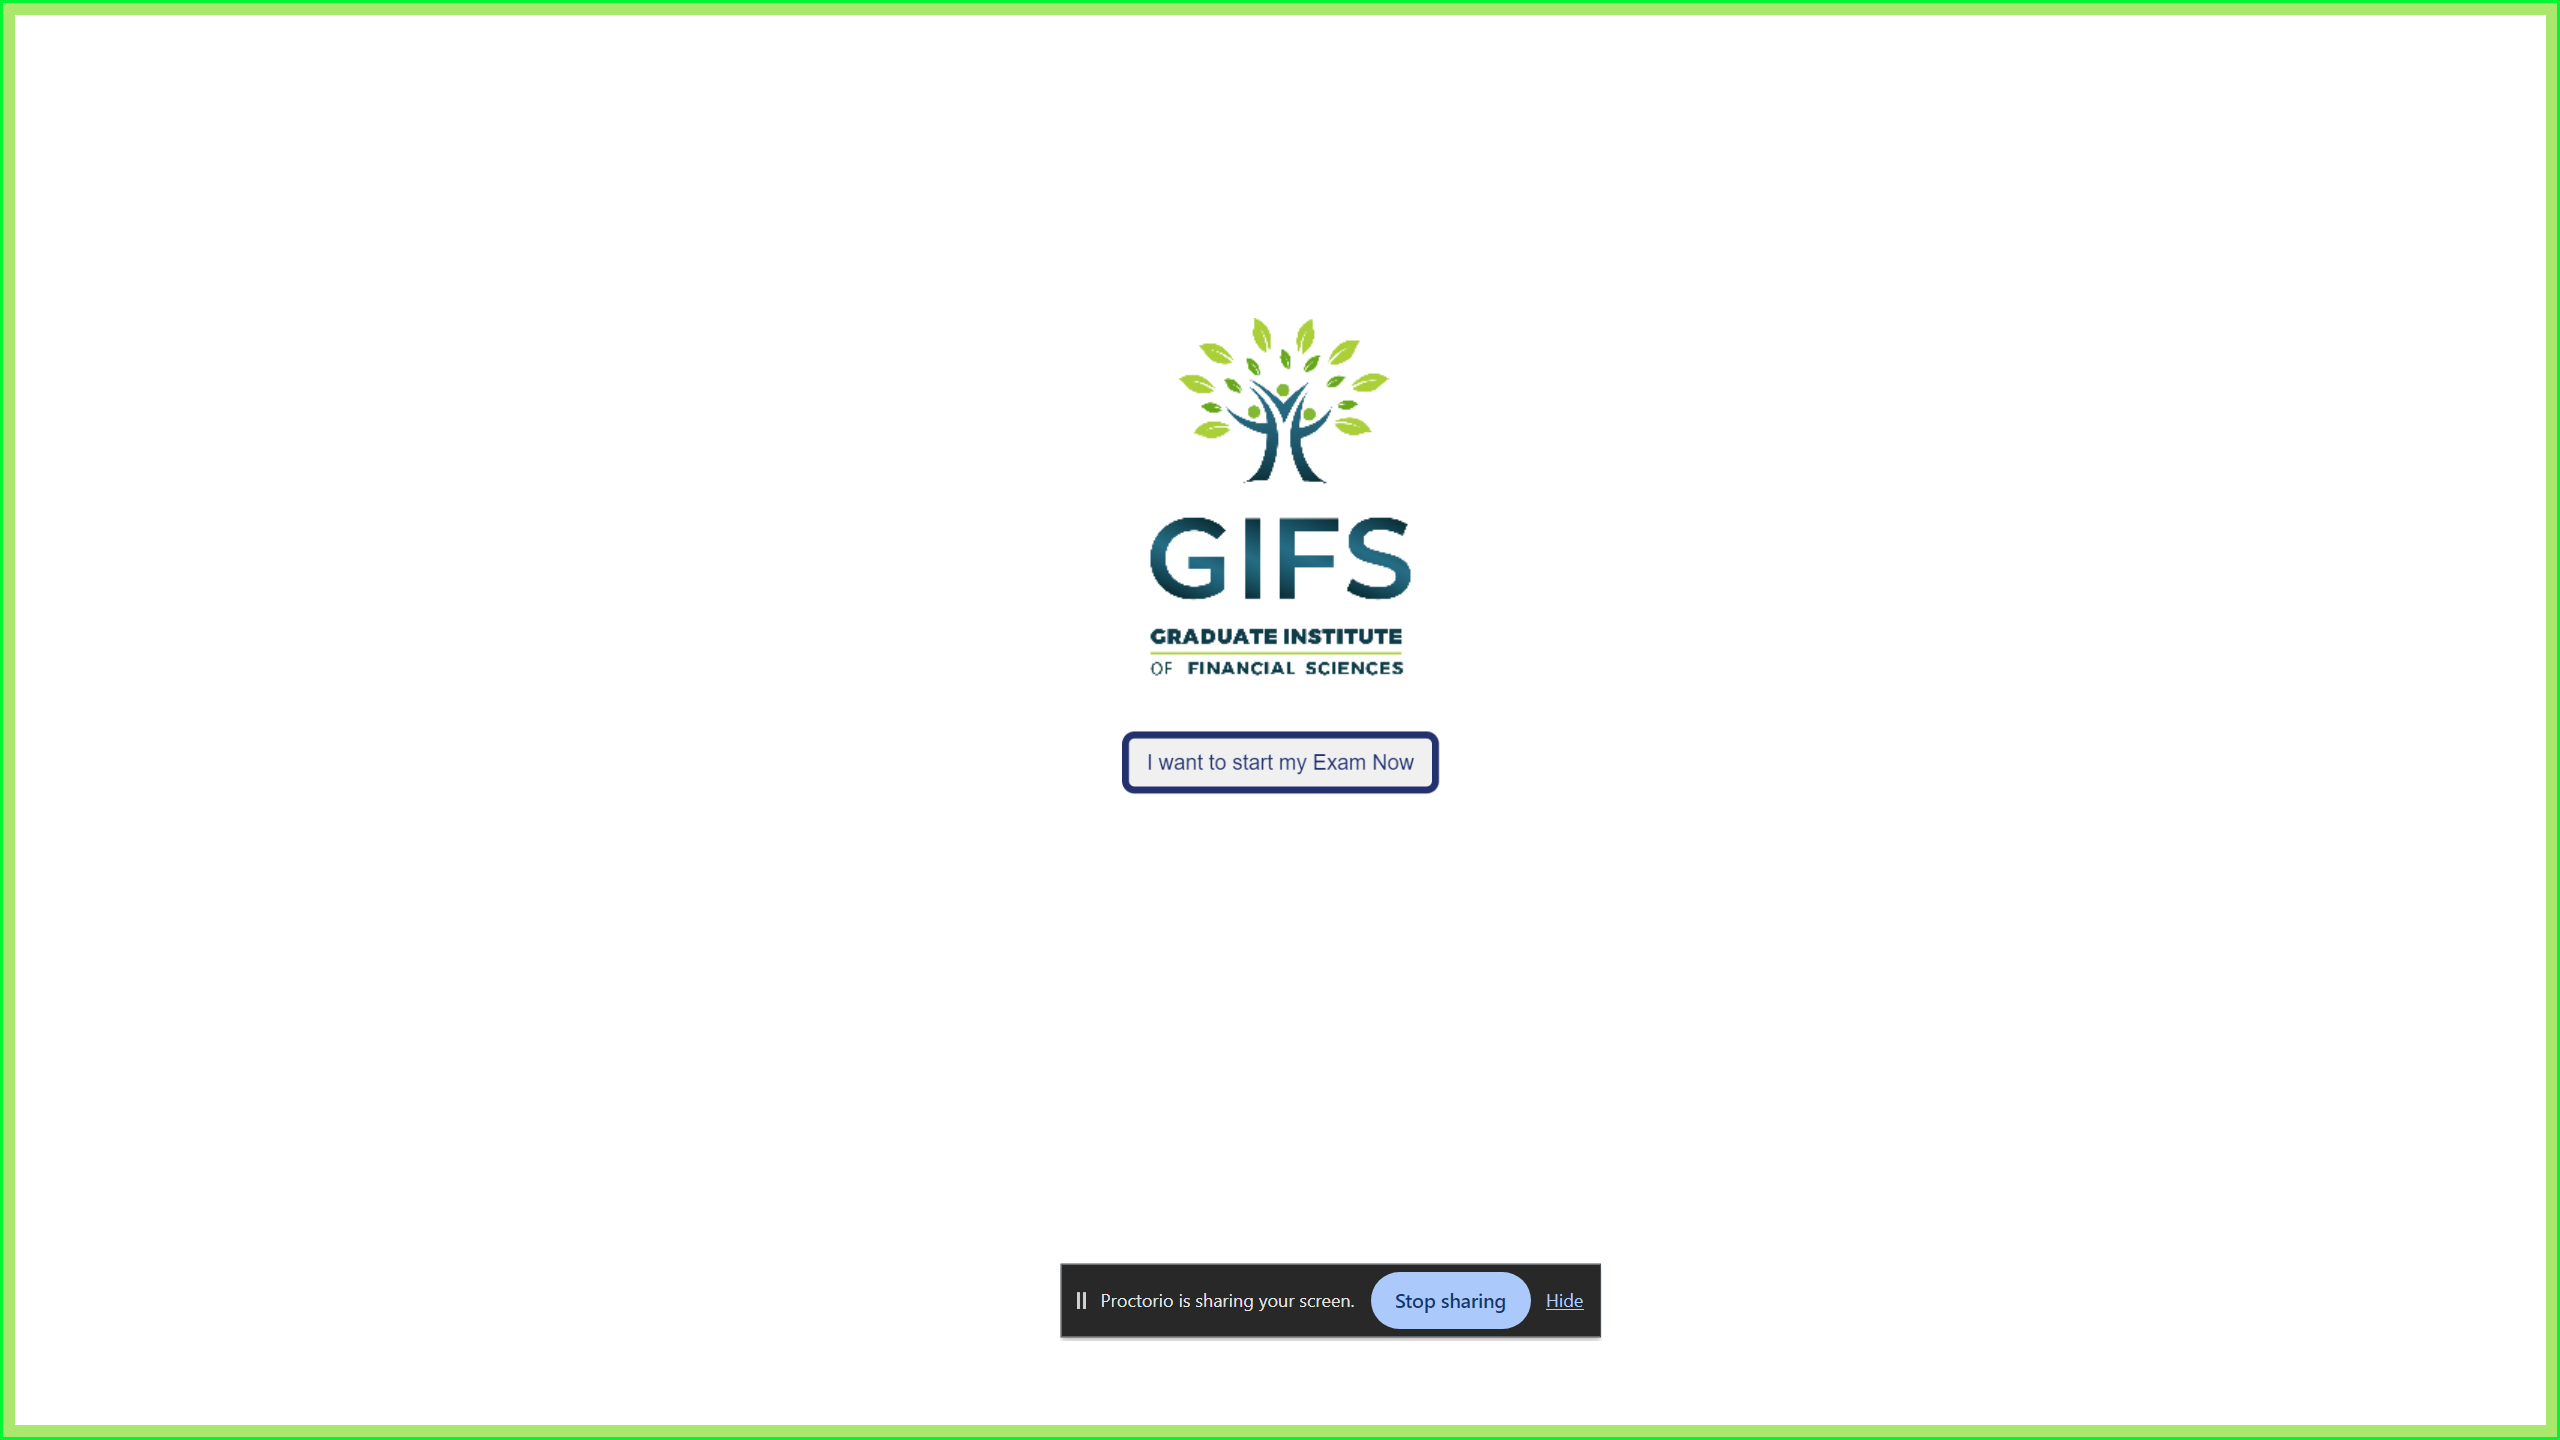 GIFS
GRADUATE INSTITUTE
OF FINANCIAL SCIENCES
I want to start my Exam Now
Proctorio is sharing your screen. Stop sharing Hide